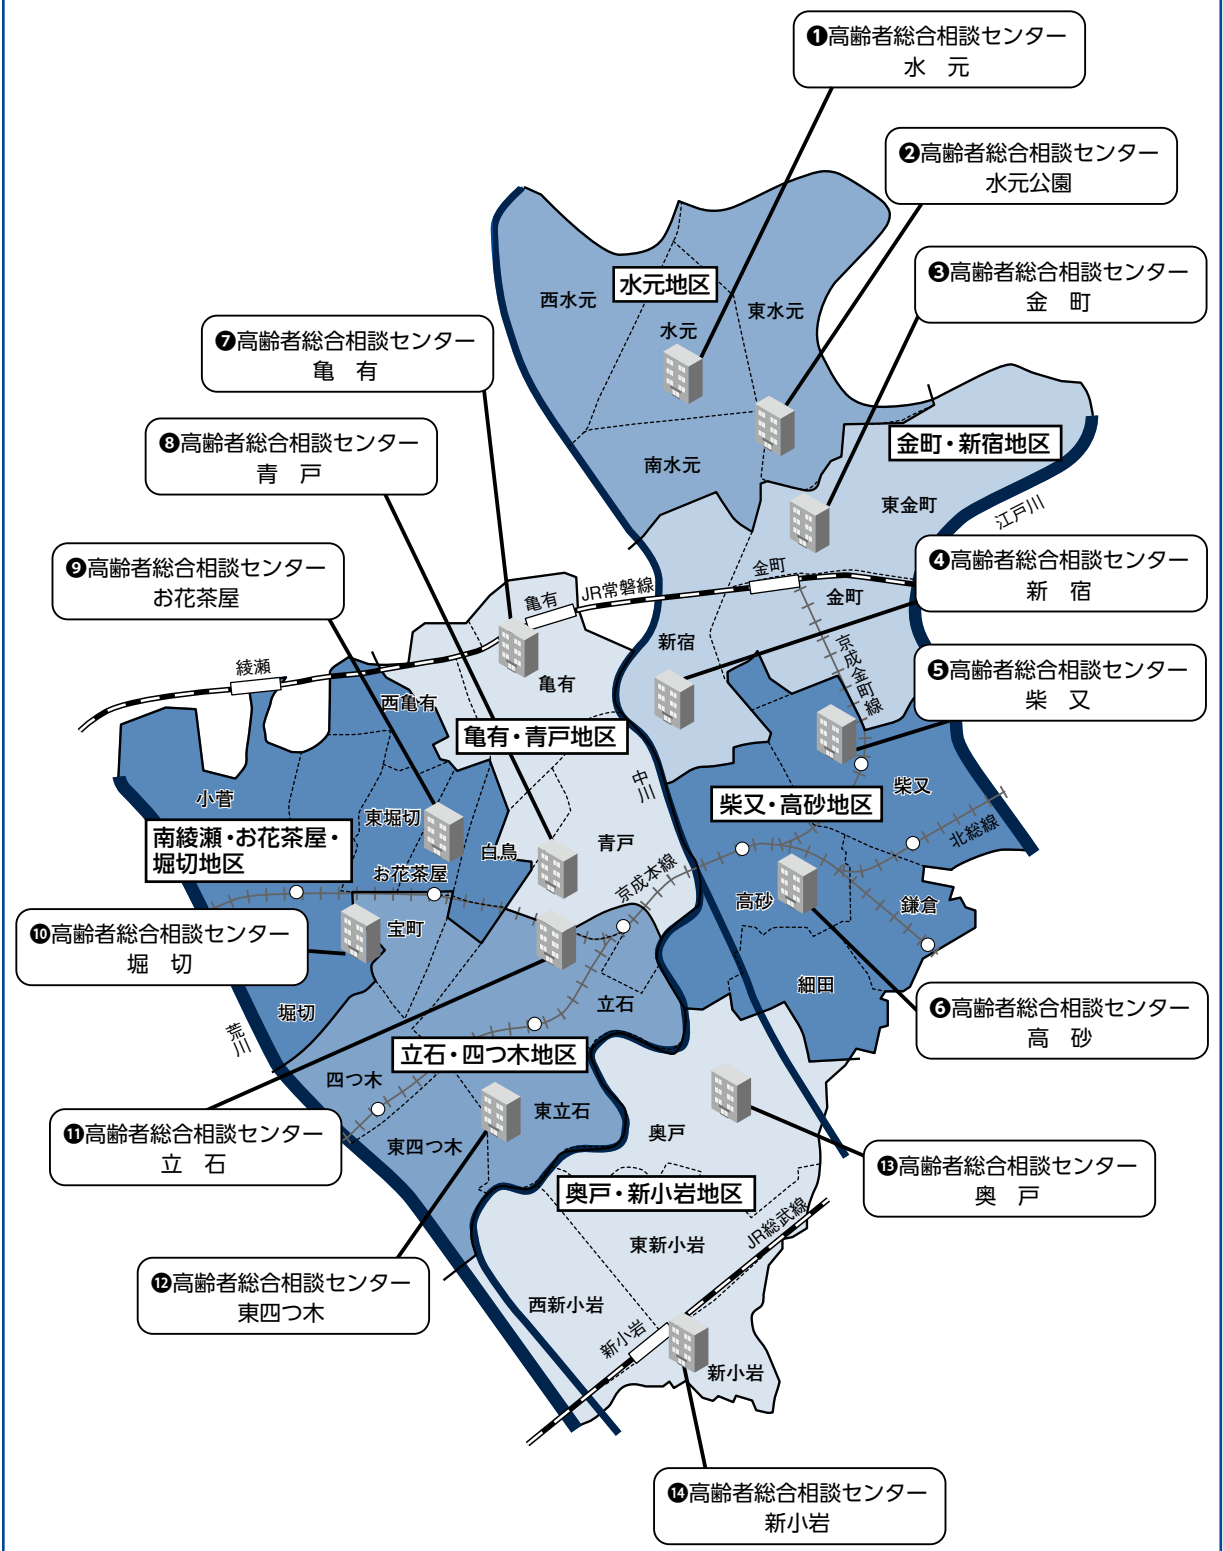 ❶高齢者総合相談センター
水　元
❷高齢者総合相談センター
水元公園
❸高齢者総合相談センター
金　町
❼高齢者総合相談センター
亀　有
❽高齢者総合相談センター
青　戸
❾高齢者総合相談センター
お花茶屋
❹高齢者総合相談センター
新　宿
❺高齢者総合相談センター
柴　又
❿高齢者総合相談センター
堀　切
❻高齢者総合相談センター
高　砂
⓫高齢者総合相談センター
立　石
⓭高齢者総合相談センター
奥　戸
⓬高齢者総合相談センター
東四つ木
⓮高齢者総合相談センター
新小岩
水元地区
西水元
水元
東水元
南水元
金町・新宿地区
東金町
江戸川
金町
金町
京成金町線
新宿
JR常磐線
亀有
亀有
綾瀬
西亀有
亀有・青戸地区
中川
青戸
白鳥
小菅
東堀切
南綾瀬・お花茶屋・
堀切地区
お花茶屋
宝町
堀切
荒川
柴又・高砂地区
柴又
北総線
京成本線
高砂
鎌倉
細田
立石
立石・四つ木地区
四つ木
東立石
東四つ木
奥戸
奥戸・新小岩地区
JR総武線
東新小岩
西新小岩
新小岩
新小岩